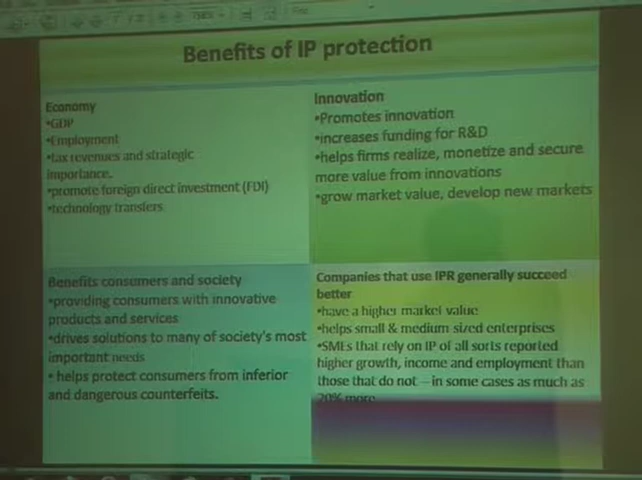 Benefits of IP protection
Economy
•GDP
•Employment
•tax revenues and strategic
importance.
•promote foreign direct investment (FDI)
•technology transfers
Innovation
•Promotes innovation
•increases funding for R&D
•helps firms realize, monetize and secure
more value from innovations
•grow market value, develop new markets
Benefits consumers and society
•providing consumers with innovative
products and services
•drives solutions to many of society's most
important needs
• helps protect consumers from inferior
and dangerous counterfeits.
Companies that use IPR generally succeed
better
•have a higher market value
•helps small & medium sized enterprises
•SMEs that rely on IP of all sorts reported
higher growth, income and employment than
those that do not – in some cases as much as
20% more